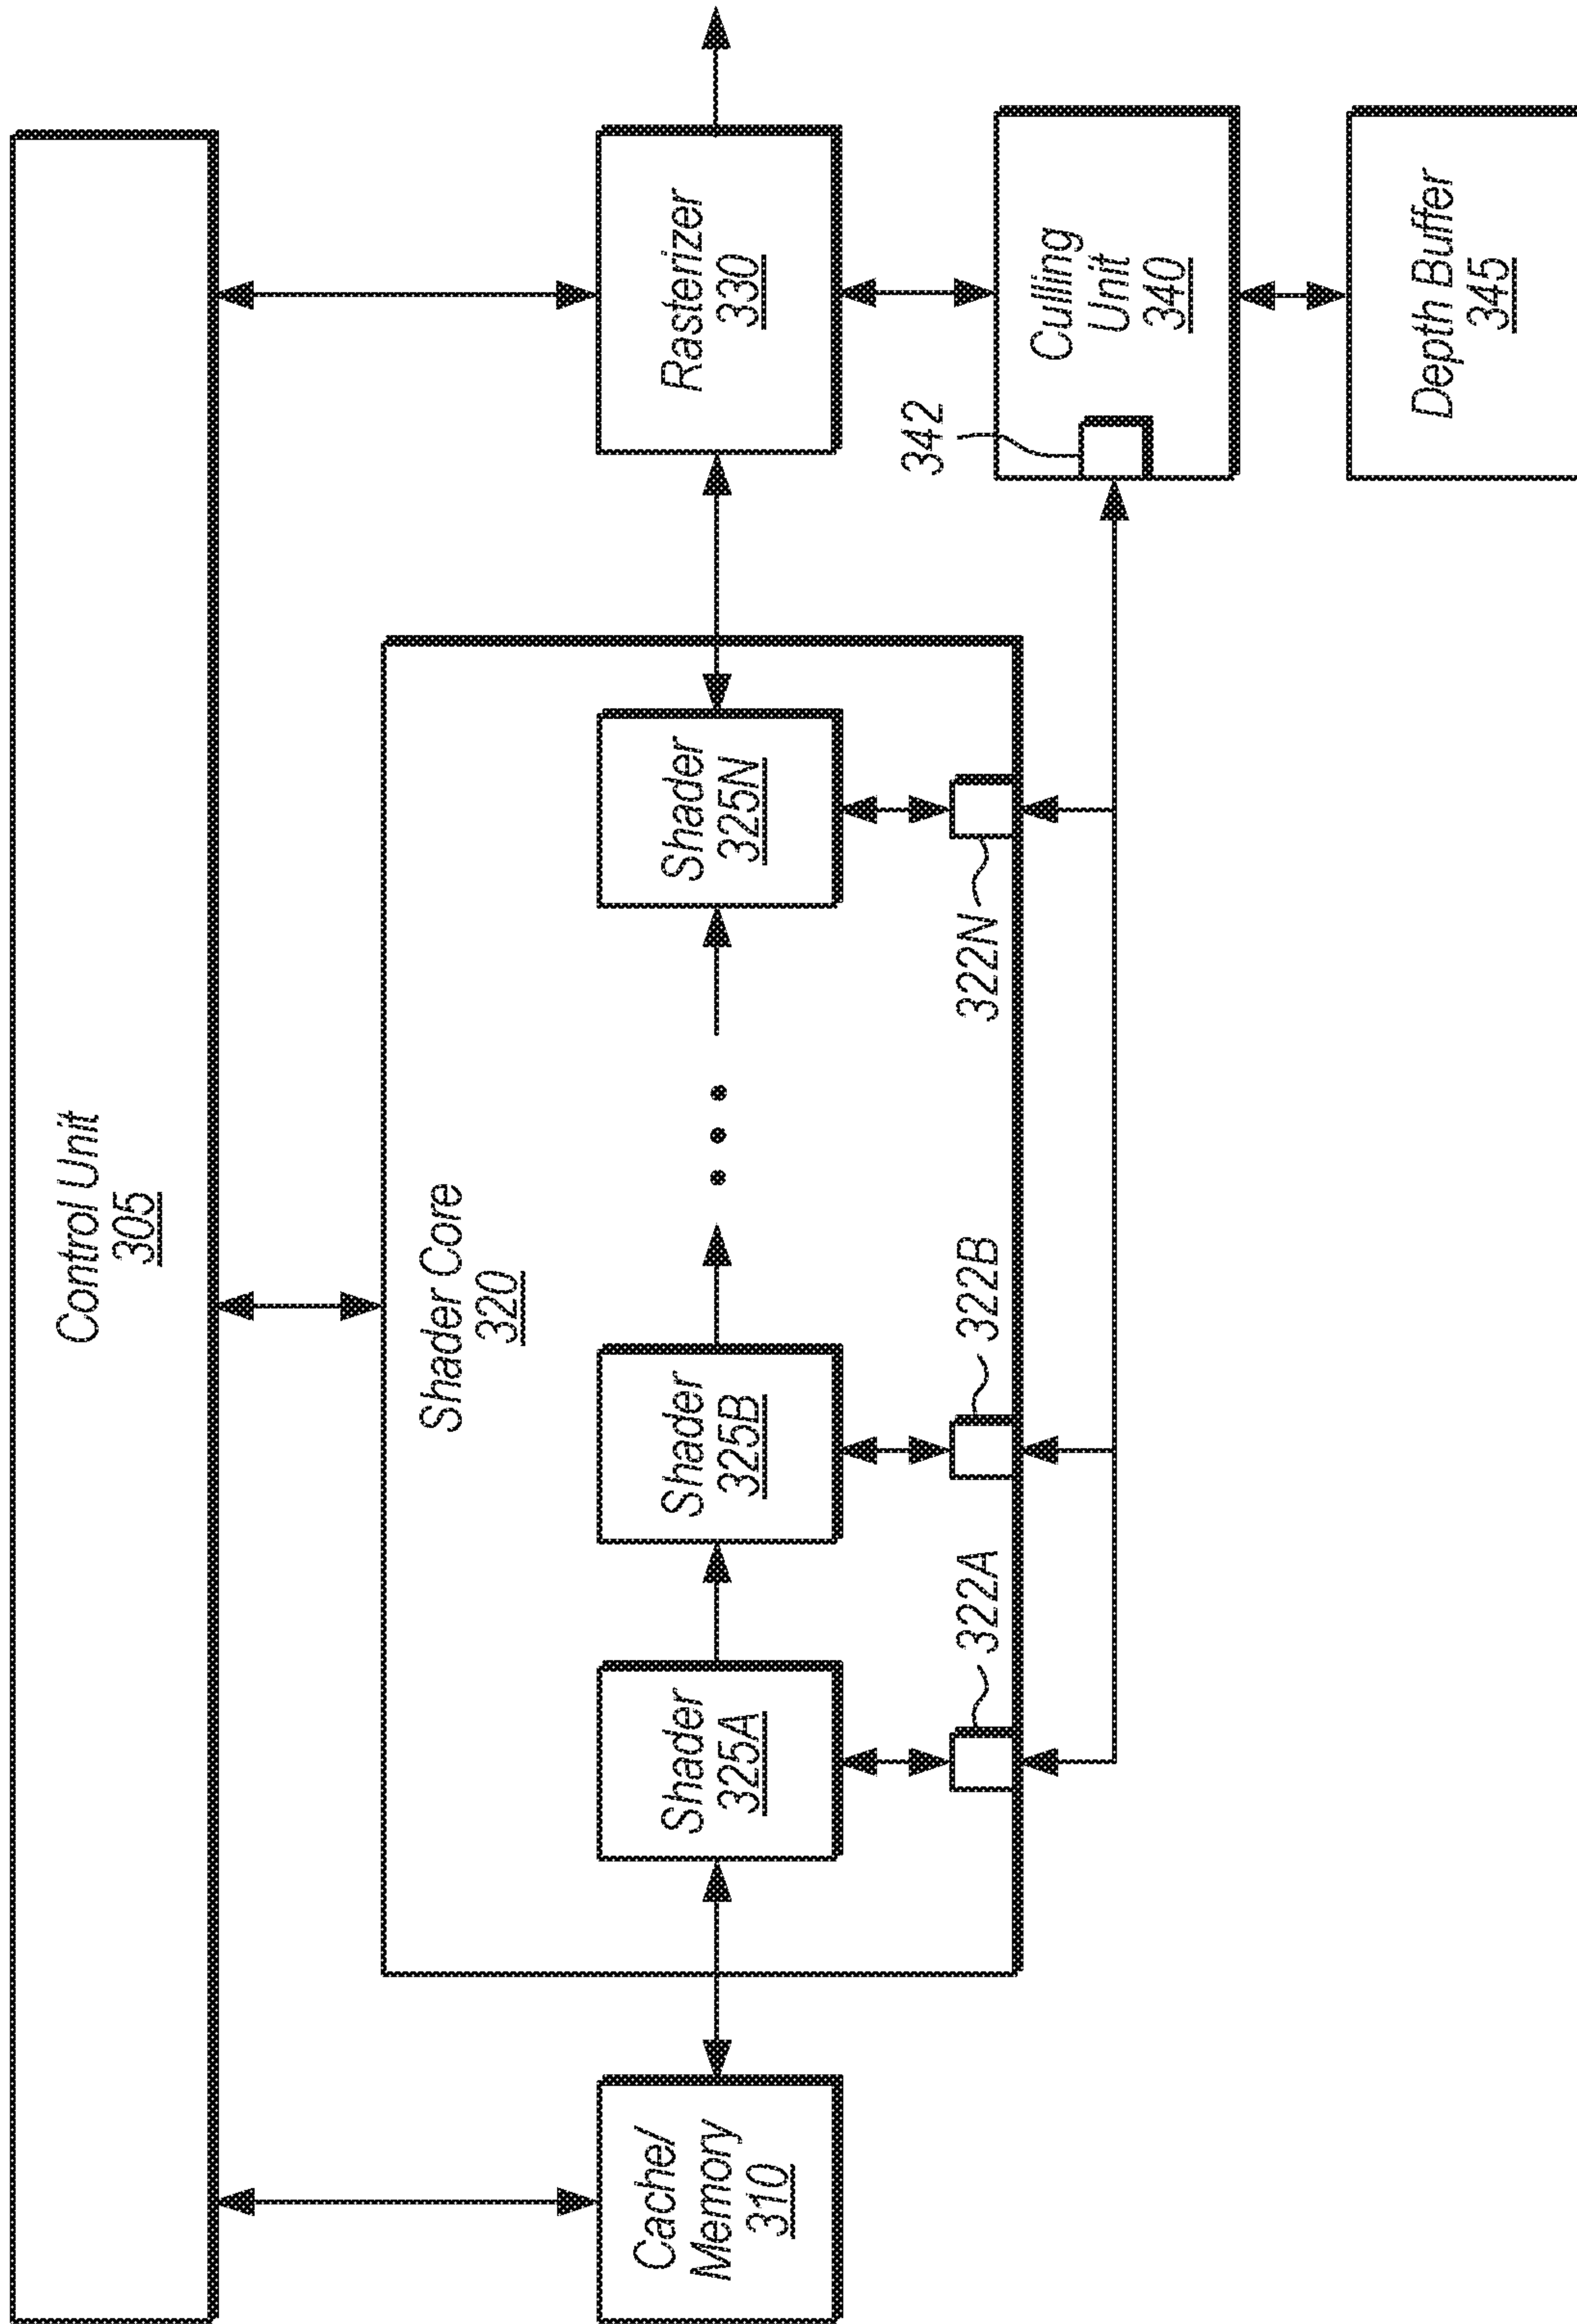 Control Unit
305
Shader Core
320
Cache/
Memory
310
Shader
325A
Shader
325B
Shader
325N
Rasterizer
330
322A
322B
322N
342
Culling
Unit
340
Depth Buffer
345